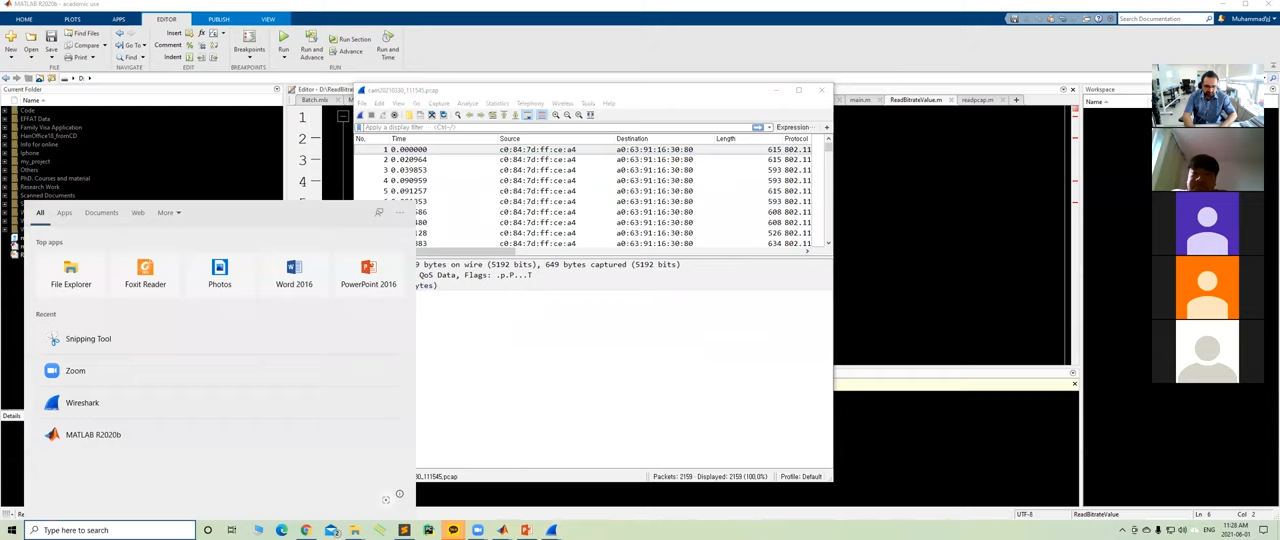 MATLAB R2020b - academic use
HOME PLOTS APPS EDITOR PUBLISH VIEW
Search Documentation
New Open Save Find Files Compare Print
Go To Find
Insert Comment Indent
Breakpoints
Run Run and Advance Run Section Advance Run and Time
FILE NAVIGATE EDIT BREAKPOINTS RUN
D:
Current Folder
Name
Code
EFFAT Data
Family Visa Application
HanOffice18_fromCD
Info for online
Iphone
my_project
Others
PhD. Courses and material
Research Work
Scanned Documents
Details
Batch.mlx
main.m ReadBitrateValue.m readpcap.m
1
2
3
4
Workspace
Name
cam20210330_111545.pcap
File Edit View Go Capture Analyze Statistics Telephony Wireless Tools Help
Apply a display filter ... <Ctrl-/>
Expression...
No. Time Source Destination Length Protocol
1 0.000000 c0:84:7d:ff:ce:a4 a0:63:91:16:30:80 615 802.11
2 0.020964 c0:84:7d:ff:ce:a4 a0:63:91:16:30:80 615 802.11
3 0.039853 c0:84:7d:ff:ce:a4 a0:63:91:16:30:80 593 802.11
4 0.090959 c0:84:7d:ff:ce:a4 a0:63:91:16:30:80 593 802.11
5 0.091257 c0:84:7d:ff:ce:a4 a0:63:91:16:30:80 615 802.11
353 c0:84:7d:ff:ce:a4 a0:63:91:16:30:80 593 802.11
586 c0:84:7d:ff:ce:a4 a0:63:91:16:30:80 608 802.11
480 c0:84:7d:ff:ce:a4 a0:63:91:16:30:80 608 802.11
128 c0:84:7d:ff:ce:a4 a0:63:91:16:30:80 526 802.11
383 c0:84:7d:ff:ce:a4 a0:63:91:16:30:80 634 802.11
9 bytes on wire (5192 bits), 649 bytes captured (5192 bits)
QoS Data, Flags: .p.P...T
ytes)
30_111545.pcap
Packets: 2159 Displayed: 2159 (100.0%)
Profile: Default
All Apps Documents Web More
Top apps
File Explorer Foxit Reader Photos Word 2016 PowerPoint 2016
Recent
Snipping Tool
Zoom
Wireshark
MATLAB R2020b
UTF-8 ReadBitrateValue Ln 6 Col 2
Type here to search
ENG
11:28 AM
2021-06-01